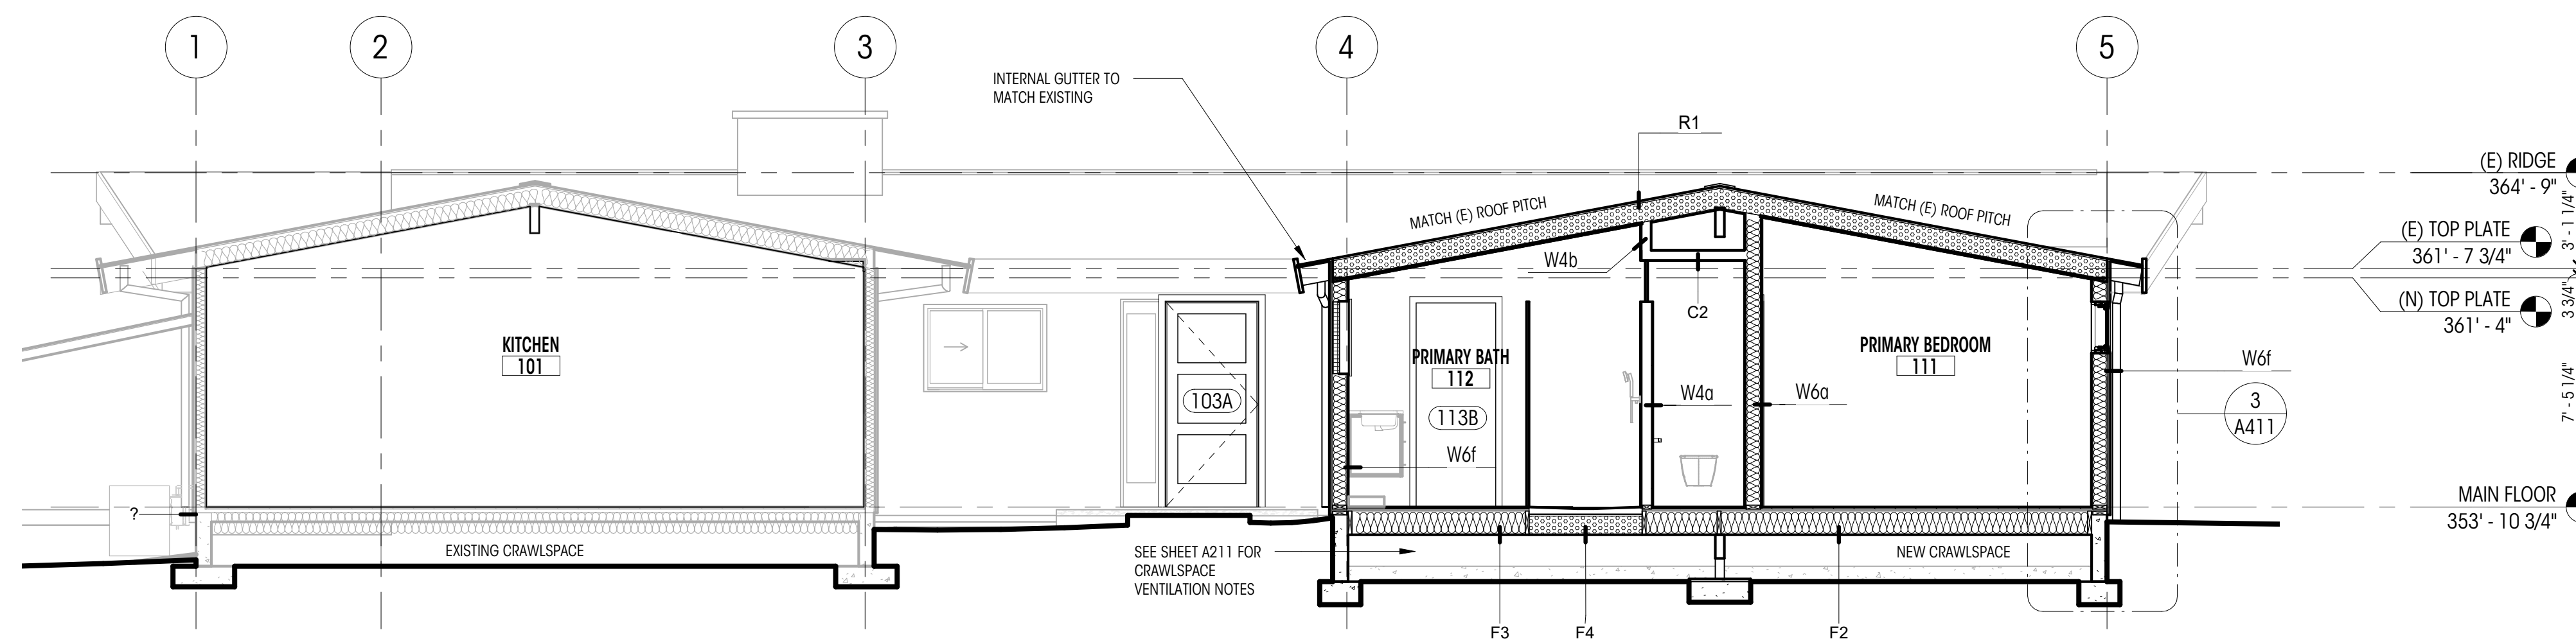 1
2
3
4
5
INTERNAL GUTTER TO
MATCH EXISTING
R1
MATCH (E) ROOF PITCH
MATCH (E) ROOF PITCH
(E) RIDGE
364' - 9"
3' - 1 1/4"
(E) TOP PLATE
361' - 7 3/4"
3 3/4"
(N) TOP PLATE
361' - 4"
W4b
C2
KITCHEN
101
PRIMARY BATH
112
PRIMARY BEDROOM
111
W6f
7' - 5 1/4"
103A
113B
W4a
W6a
3
A411
W6f
MAIN FLOOR
353' - 10 3/4"
?
EXISTING CRAWLSPACE
SEE SHEET A211 FOR
CRAWLSPACE
VENTILATION NOTES
NEW CRAWLSPACE
F3
F4
F2